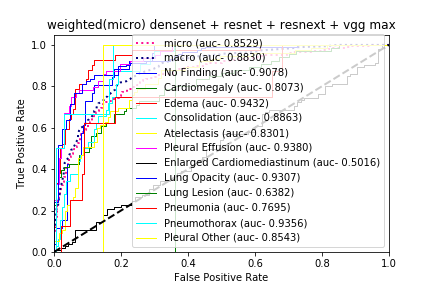 weighted(micro) densenet + resnet + resnext + vgg max
1.0
0.8
0.6
0.4
0.2
0.0
True Positive Rate
micro (auc- 0.8529)
macro (auc- 0.8830)
No Finding (auc- 0.9078)
Cardiomegaly (auc- 0.8073)
Edema (auc- 0.9432)
Consolidation (auc- 0.8863)
Atelectasis (auc- 0.8301)
Pleural Effusion (auc- 0.9380)
Enlarged Cardiomediastinum (auc- 0.5016)
Lung Opacity (auc- 0.9307)
Lung Lesion (auc- 0.6382)
Pneumonia (auc- 0.7695)
Pneumothorax (auc- 0.9356)
Pleural Other (auc- 0.8543)
0.0 0.2 0.4 0.6 0.8 1.0
False Positive Rate